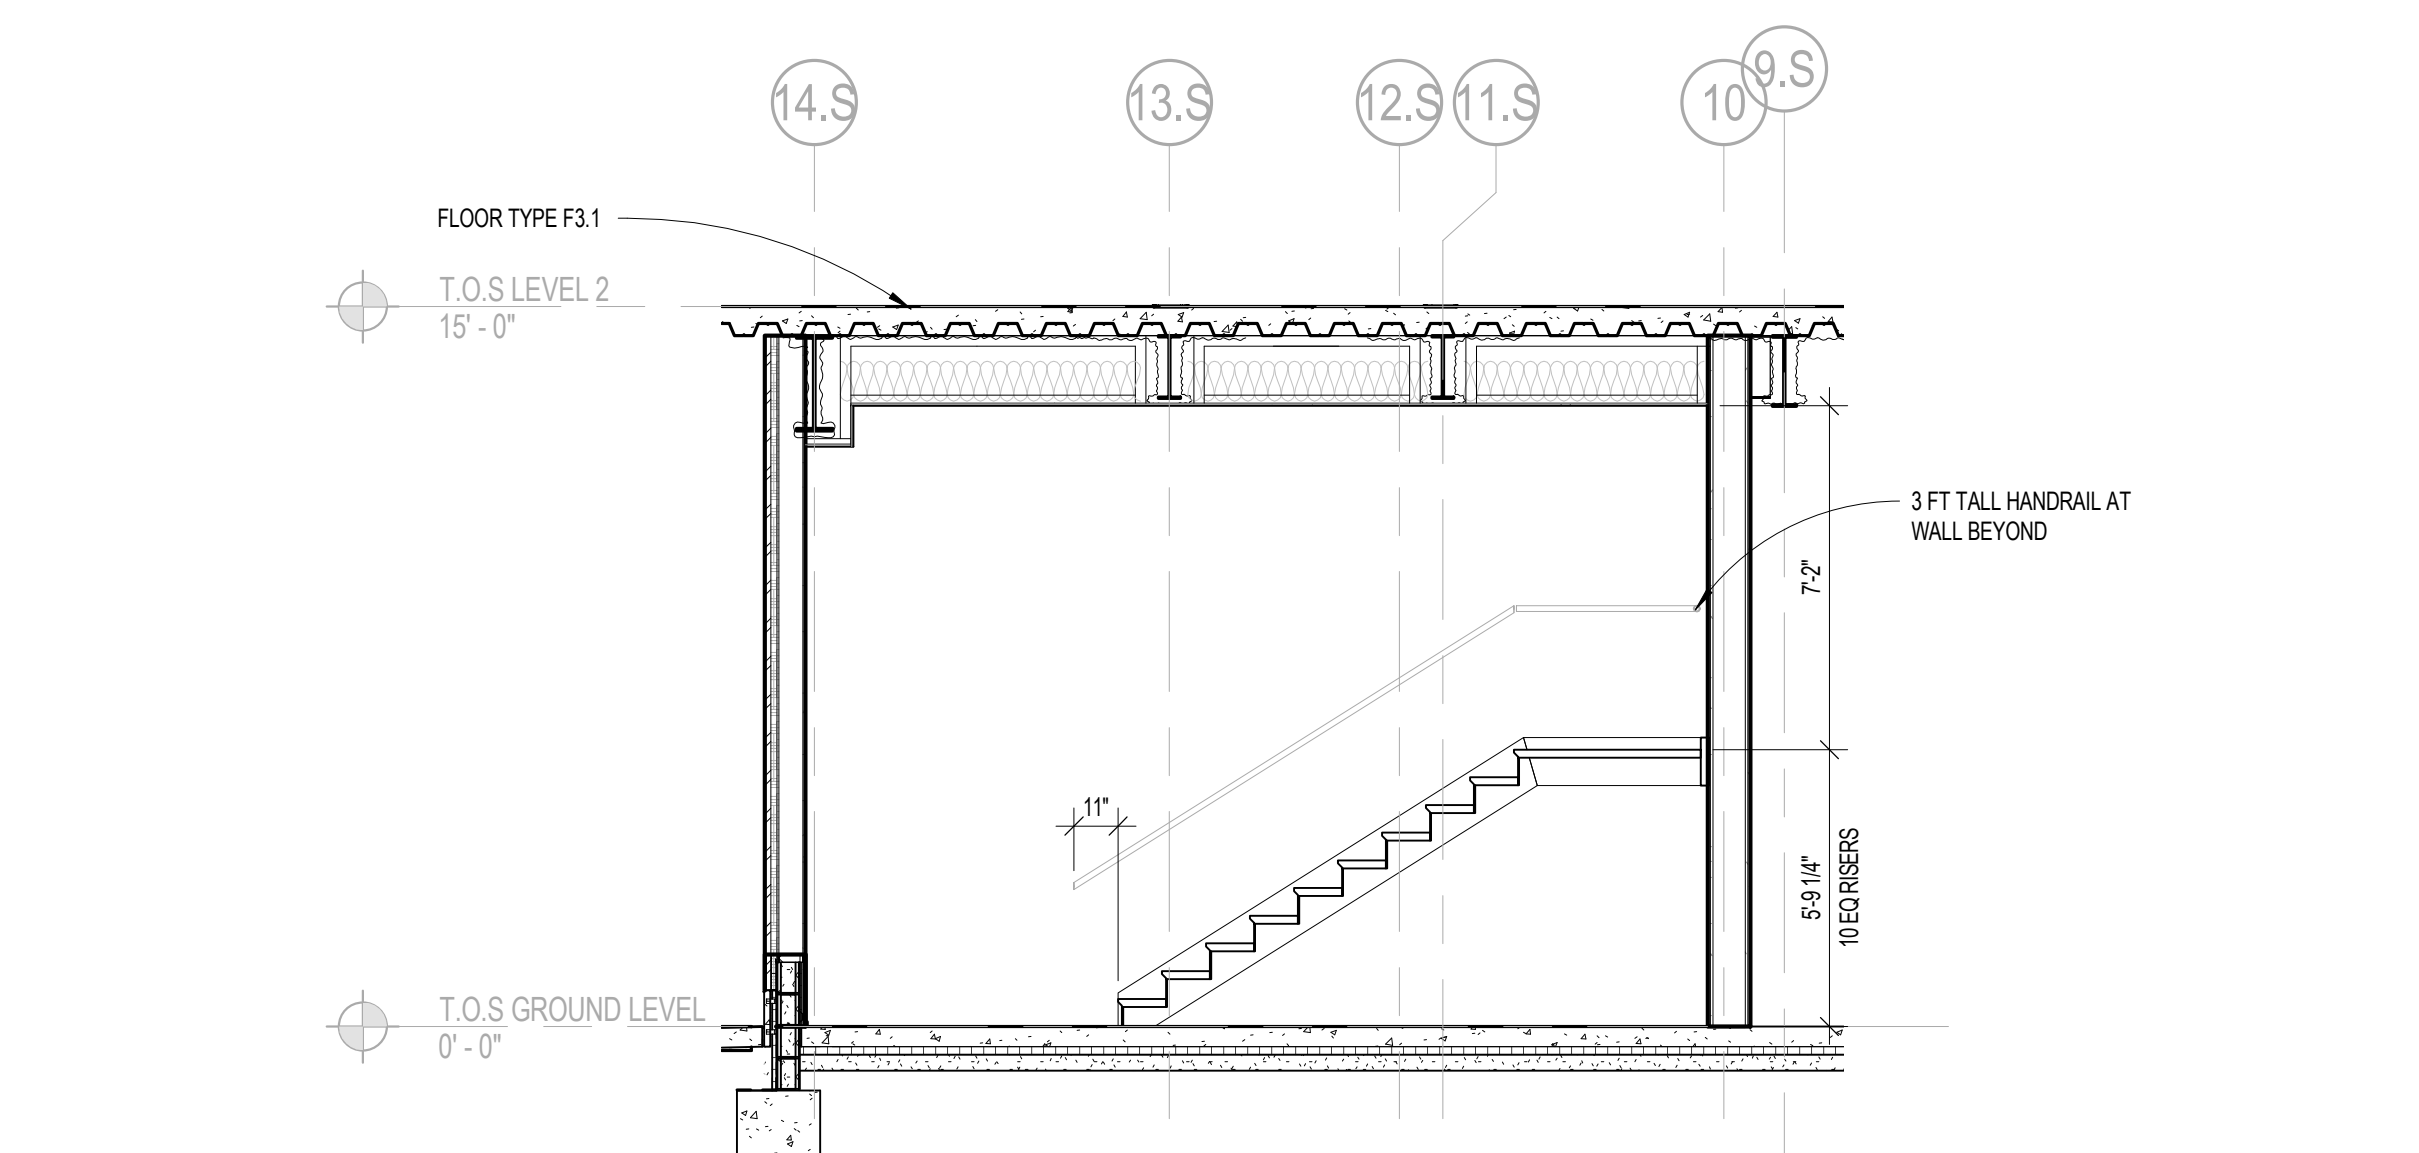 14.S
13.S
12.S
11.S
10
9.S
FLOOR TYPE F3.1
T.O.S LEVEL 2
15' - 0"
3 FT TALL HANDRAIL AT
WALL BEYOND
7'-2"
11"
5'-9 1/4"
10 EQ RISERS
T.O.S GROUND LEVEL
0' - 0"